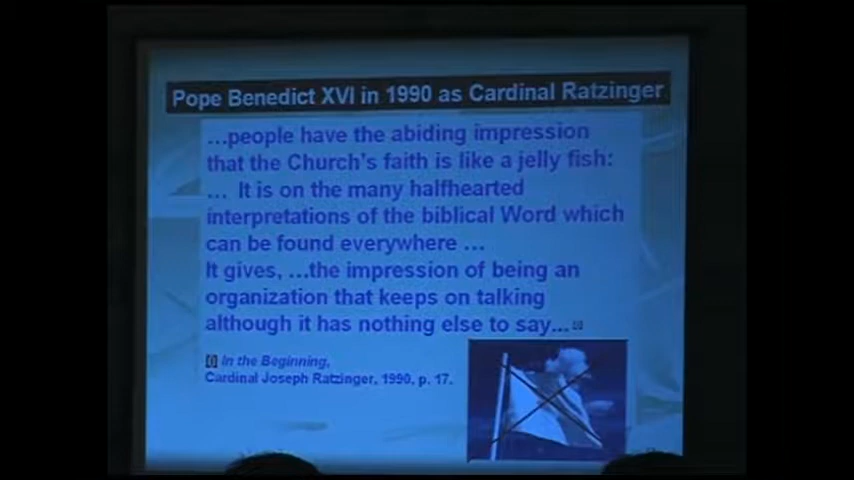 Pope Benedict XVI in 1990 as Cardinal Ratzinger
...people have the abiding impression
that the Church's faith is like a jelly fish:
... It is on the many halfhearted
interpretations of the biblical Word which
can be found everywhere ...
It gives, ...the impression of being an
organization that keeps on talking
although it has nothing else to say...
In the Beginning,
Cardinal Joseph Ratzinger, 1990, p. 17.